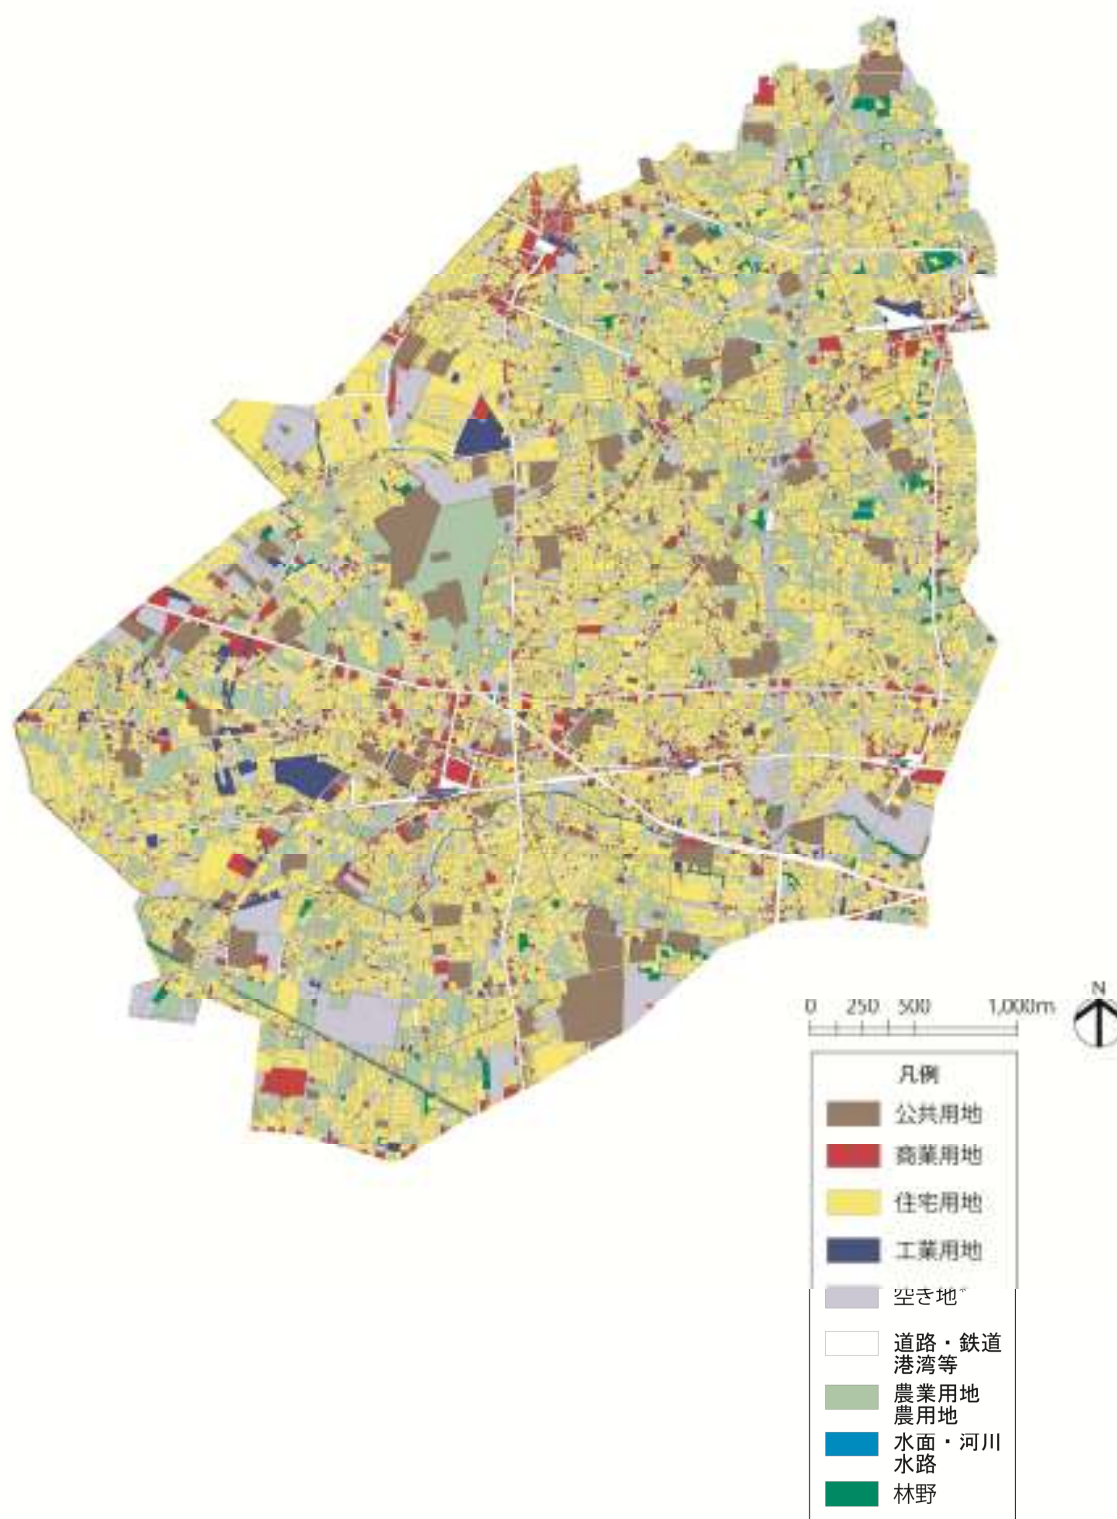 N
0 250 500 1,000m
凡例
公共用地
商業用地
住宅用地
工業用地
空き地*
道路・鉄道
港湾等
農業用地
農用地
水面・河川
水路
林野